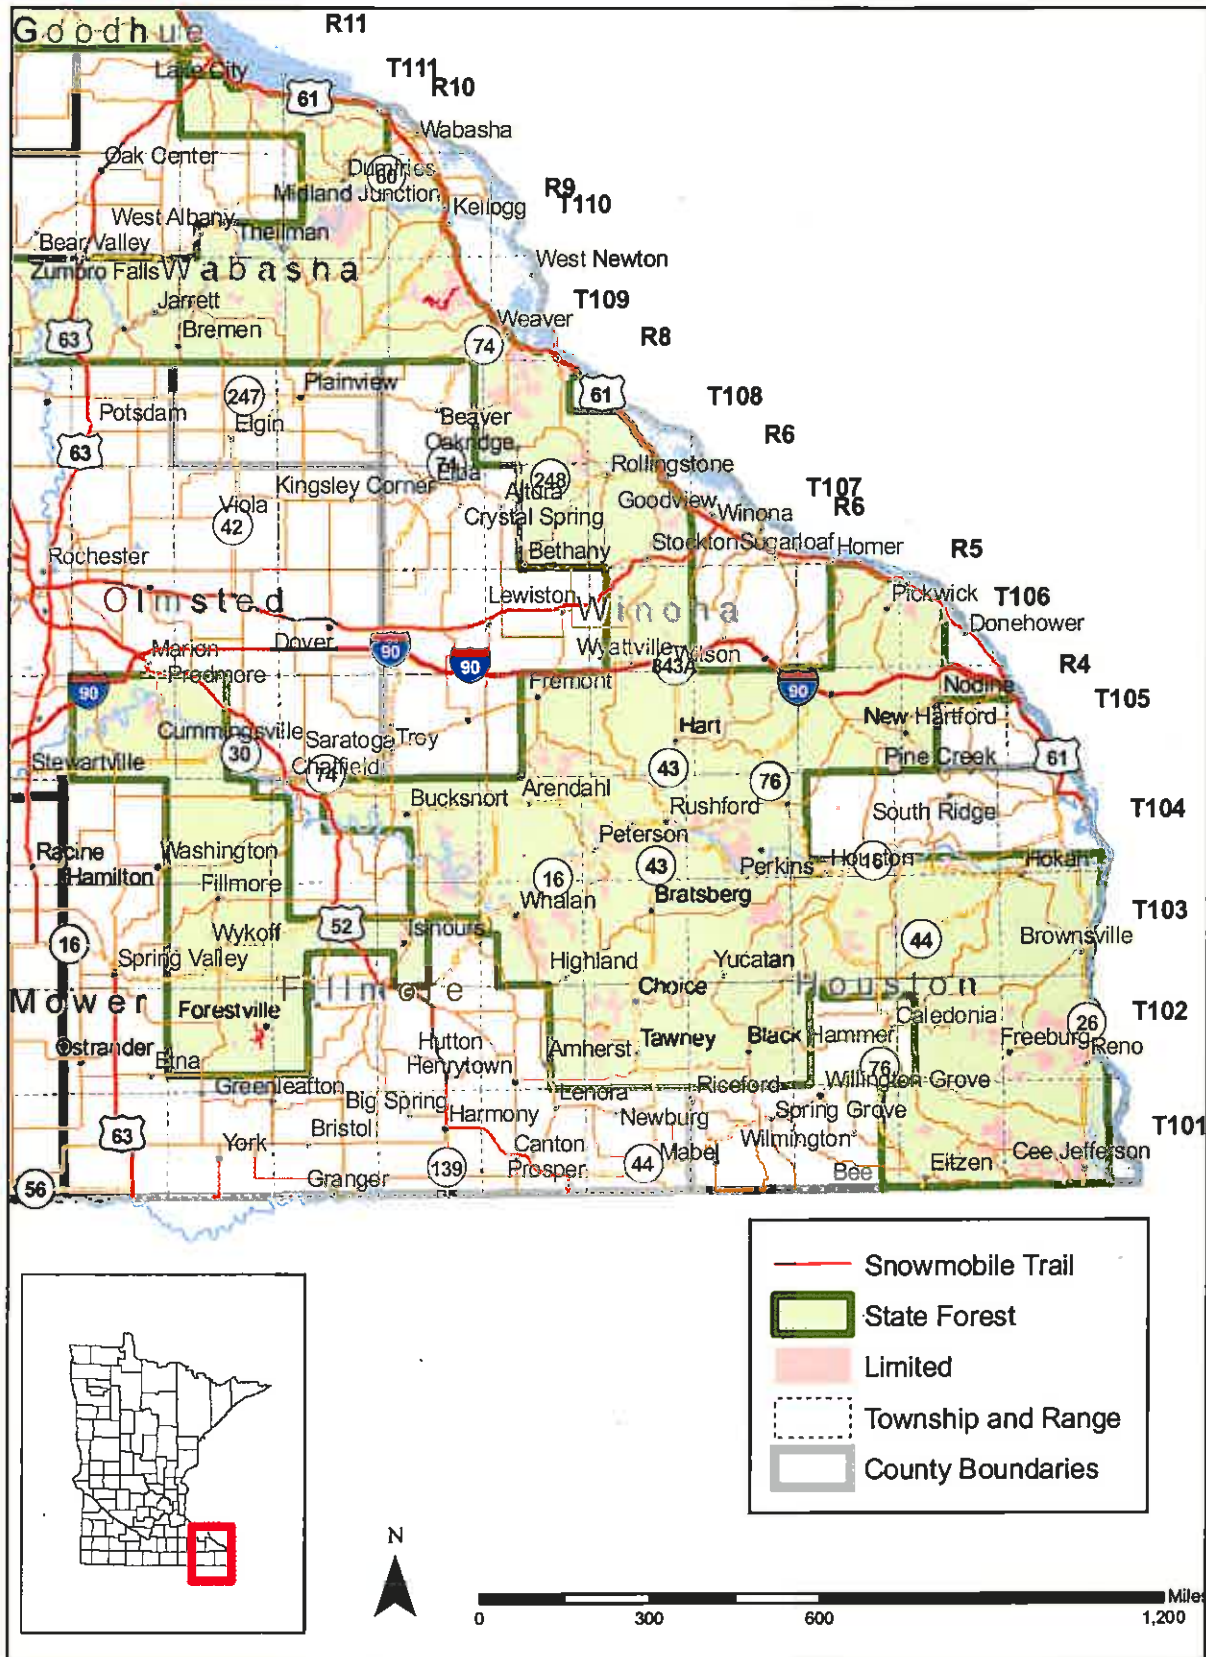 Goodhue
R11
Lake City
T111
R10
61
Wabasha
Oak Center
Dumfries
60
Midland Junction
R9
T110
Kellogg
West Albany
Theilman
Bear Valley
West Newton
Zumbro Falls
Wabasha
T109
Jarrett
Weaver
Bremen
63
74
R8
Plainview
61
247
T108
Potsdam
Elgin
Beaver
R6
63
Oakridge
74
Elba
Rollingstone
248
Kingsley Corner
Altura
T107
Viola
Goodview
R6
42
Crystal Spring
Winona
Rochester
Bethany
Stockton
Sugarloaf
Homer
R5
Olmsted
Lewiston
Winona
Pickwick
T106
Dover
Donehower
Marion
90
Wyattville
Wilson
Predmore
90
843A
R4
90
Fremont
90
Nodine
T105
Cummingsville
Hart
New Hartford
30
Saratoga
Troy
61
Stewartville
Chatfield
74
43
76
Pine Creek
Bucksnort
Arendahl
Rushford
South Ridge
T104
Peterson
Racine
Washington
43
Perkins
Houston
16
Hokah
Hamilton
Fillmore
16
Whalan
Bratsberg
T103
52
Wykoff
Isinours
44
Brownsville
16
Spring Valley
Highland
Yucatan
Fillmore
Choice
Houston
Mower
Forestville
Caledonia
T102
26
Hutton
Amherst
Tawney
Black Hammer
Freeburg
Reno
Ostrander
Etna
Henrytown
76
Greenleafton
Riceford
Willington Grove
Big Spring
Lenora
Spring Grove
Harmony
Newburg
T101
63
Bristol
Wilmington
York
Canton
Mabel
139
Prosper
44
Cee Jefferson
Granger
Bee
Eitzen
56
Snowmobile Trail
State Forest
Limited
Township and Range
County Boundaries
N
Miles
0 300 600 1,200